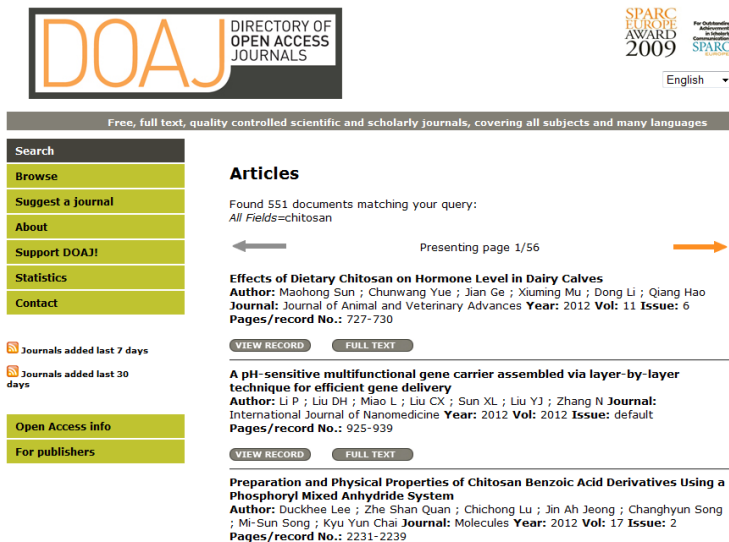 DOAJ
DIRECTORY OF
OPEN ACCESS
JOURNALS
SPARC
EUROPE
AWARD
2009
For Outstanding
Achievement
in Scholarly
Communications
SPARC
EUROPE
English
Free, full text, quality controlled scientific and scholarly journals, covering all subjects and many languages
Search
Browse
Suggest a journal
About
Support DOAJ!
Statistics
Contact
Journals added last 7 days
Journals added last 30
days
Open Access info
For publishers
Articles
Found 551 documents matching your query:
All Fields=chitosan
Presenting page 1/56
Effects of Dietary Chitosan on Hormone Level in Dairy Calves
Author: Maohong Sun ; Chunwang Yue ; Jian Ge ; Xiuming Mu ; Dong Li ; Qiang Hao
Journal: Journal of Animal and Veterinary Advances Year: 2012 Vol: 11 Issue: 6
Pages/record No.: 727-730
VIEW RECORD FULL TEXT
A pH-sensitive multifunctional gene carrier assembled via layer-by-layer
technique for efficient gene delivery
Author: Li P ; Liu DH ; Miao L ; Liu CX ; Sun XL ; Liu YJ ; Zhang N Journal:
International Journal of Nanomedicine Year: 2012 Vol: 2012 Issue: default
Pages/record No.: 925-939
VIEW RECORD FULL TEXT
Preparation and Physical Properties of Chitosan Benzoic Acid Derivatives Using a
Phosphoryl Mixed Anhydride System
Author: Duckhee Lee ; Zhe Shan Quan ; Chichong Lu ; Jin Ah Jeong ; Changhyun Song
; Mi-Sun Song ; Kyu Yun Chai Journal: Molecules Year: 2012 Vol: 17 Issue: 2
Pages/record No.: 2231-2239